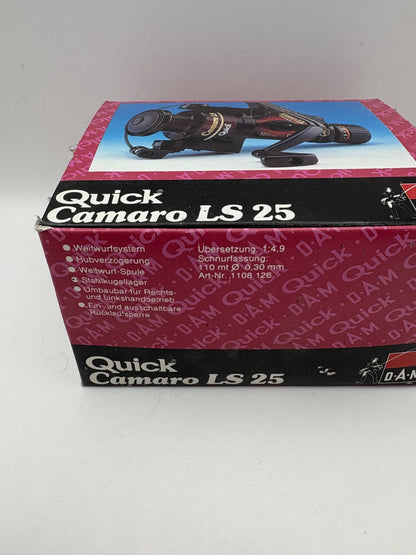 Quick
Camaro LS 25
Weitwurfsystem
Hubverzögerung
Weitwurf-Spule
Stahlkugellager
Umbaubar für Rechts-
und Linkshandbetrieb
Ein- und ausschaltbare
Rücklaufsperre
Übersetzung: 1:4,9
Schnurfassung:
110 mt Ø 0,30 mm
Art-Nr. 1108 126
Quick
Camaro LS 25
D·A·M